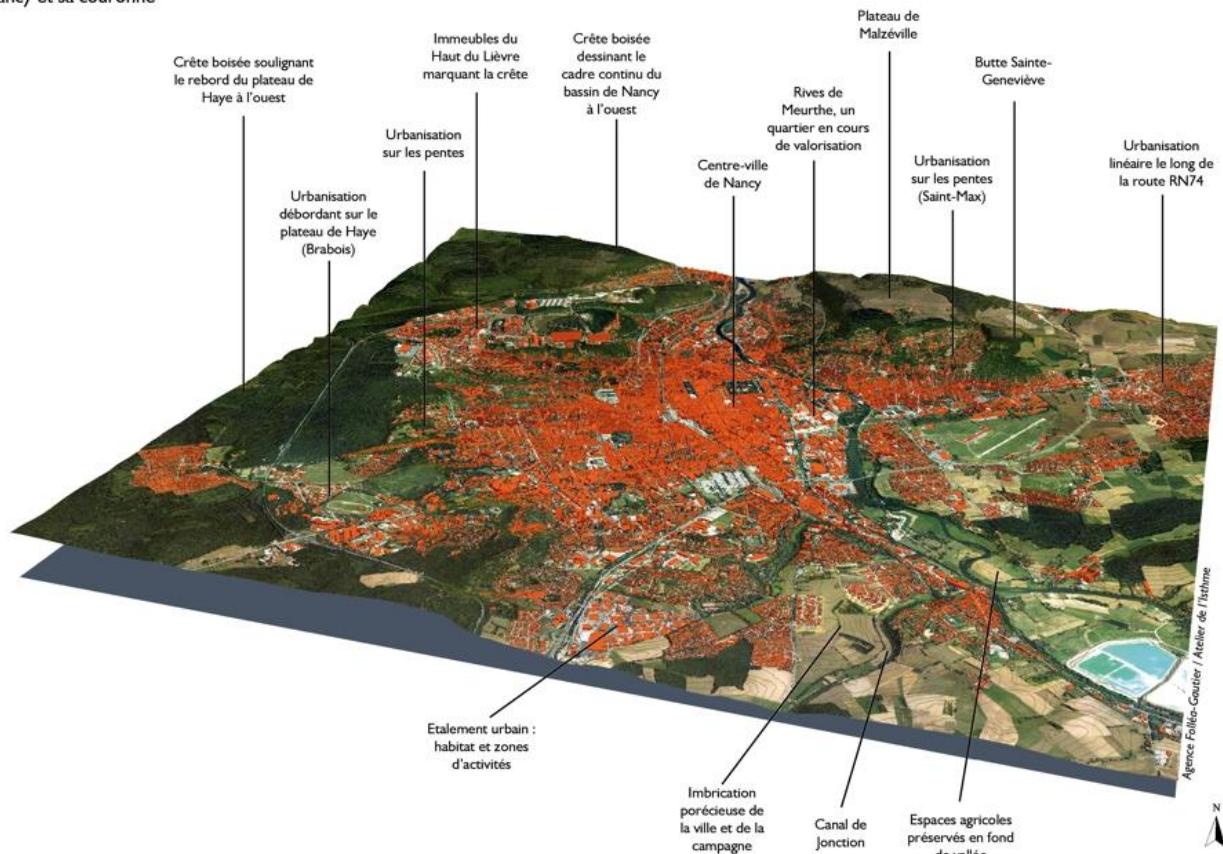 et sa couronne
Crête boisée soulignant
le rebord du plateau de
Haye à l'ouest
Immeubles du
Haut du Lièvre
marquant la crête
Crête boisée
dessinant le
cadre continu du
bassin de Nancy
à l'ouest
Plateau de
Malzéville
Butte Sainte-
Geneviève
Urbanisation
sur les pentes
Rives de
Meurthe, un
quartier en cours
de valorisation
Urbanisation
débordant sur le
plateau de Haye
(Brabois)
Centre-ville
de Nancy
Urbanisation
sur les pentes
(Saint-Max)
Urbanisation
linéaire le long de
la route RN74
Etalement urbain :
habitat et zones
d'activités
Imbrication
porécieuse de
la ville et de la
campagne
Canal de
Jonction
Espaces agricoles
préservés en fond
Agence Folléa-Gautier / Atelier de l'Isthme
N